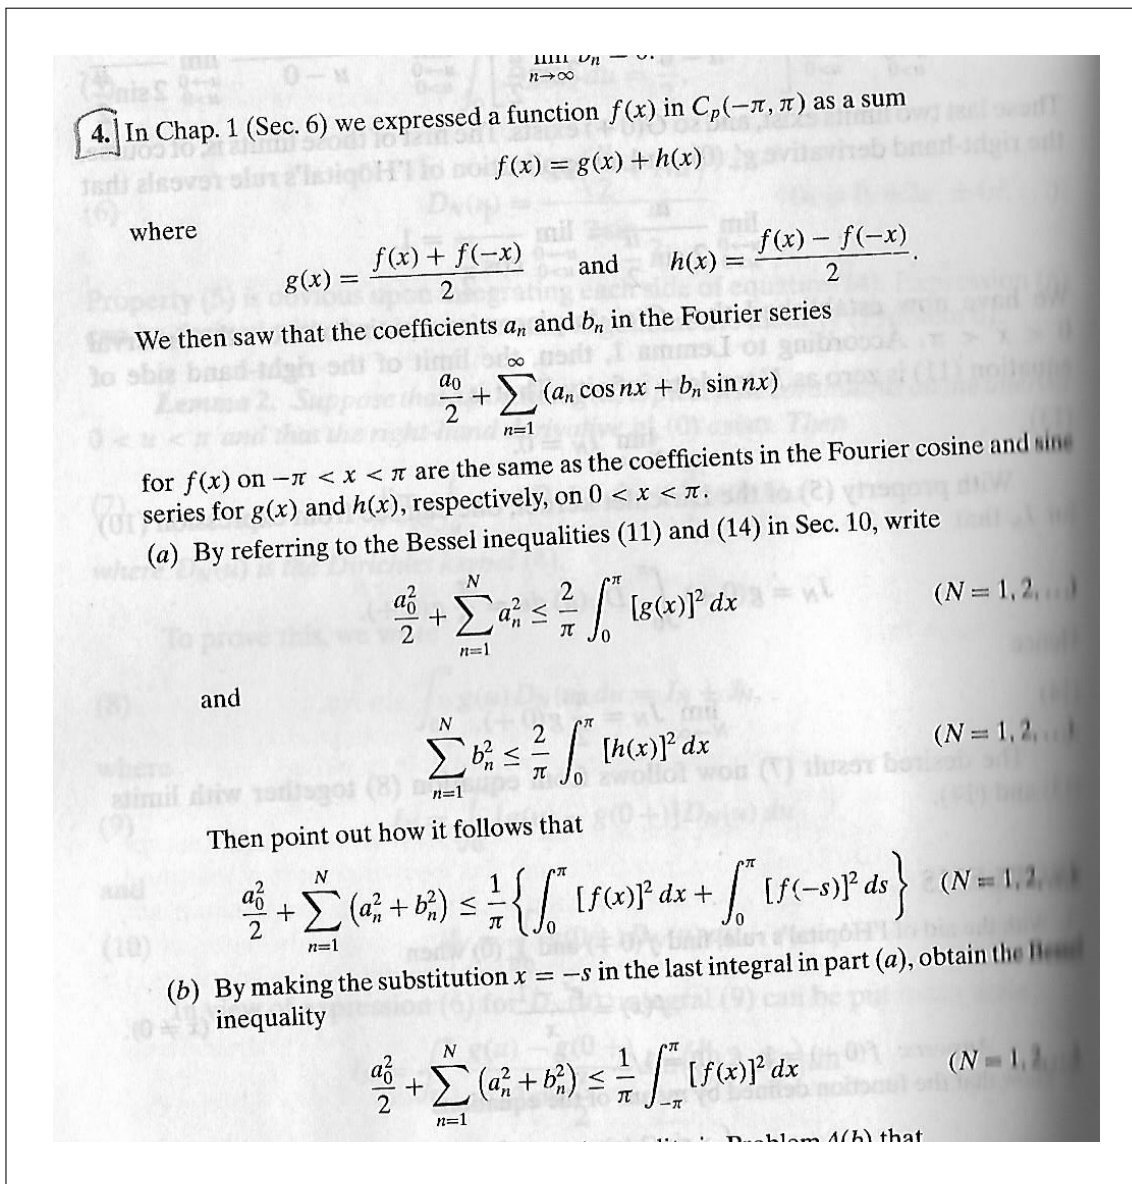 n→∞
4. In Chap. 1 (Sec. 6) we expressed a function f(x) in C_p(−π, π) as a sum
f(x) = g(x) + h(x)
where
g(x) = (f(x) + f(−x))/2 and h(x) = (f(x) − f(−x))/2.
We then saw that the coefficients a_n and b_n in the Fourier series
a_0/2 + ∑_{n=1}^{∞} (a_n cos nx + b_n sin nx)
for f(x) on −π < x < π are the same as the coefficients in the Fourier cosine and sine
series for g(x) and h(x), respectively, on 0 < x < π.
(a) By referring to the Bessel inequalities (11) and (14) in Sec. 10, write
a_0^2/2 + ∑_{n=1}^{N} a_n^2 ≤ 2/π ∫_0^π [g(x)]^2 dx (N = 1, 2, ...)
and
∑_{n=1}^{N} b_n^2 ≤ 2/π ∫_0^π [h(x)]^2 dx (N = 1, 2, ...)
Then point out how it follows that
a_0^2/2 + ∑_{n=1}^{N} (a_n^2 + b_n^2) ≤ 1/π { ∫_0^π [f(x)]^2 dx + ∫_0^π [f(−s)]^2 ds } (N = 1, 2,
(b) By making the substitution x = −s in the last integral in part (a), obtain the
inequality
a_0^2/2 + ∑_{n=1}^{N} (a_n^2 + b_n^2) ≤ 1/π ∫_{−π}^{π} [f(x)]^2 dx (N = 1, 2
Problem 4(b) that